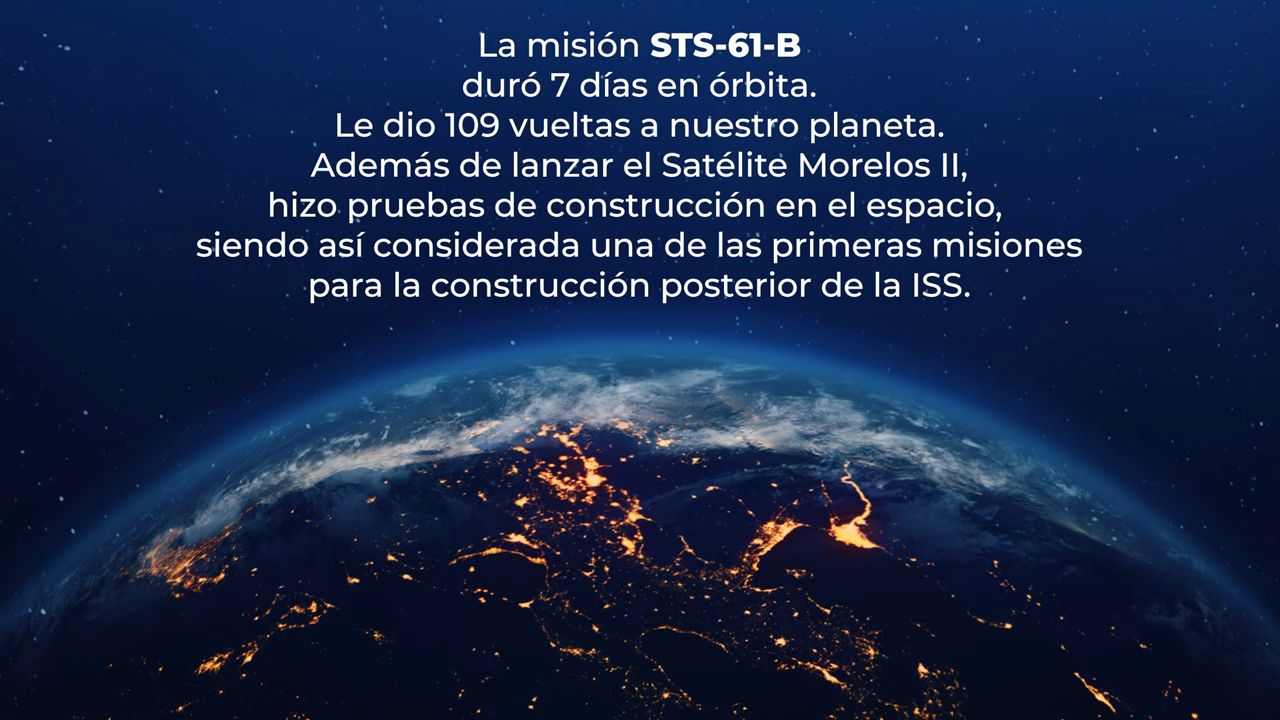 La misión STS-61-B
duró 7 días en órbita.
Le dio 109 vueltas a nuestro planeta.
Además de lanzar el Satélite Morelos II,
hizo pruebas de construcción en el espacio,
siendo así considerada una de las primeras misiones
para la construcción posterior de la ISS.